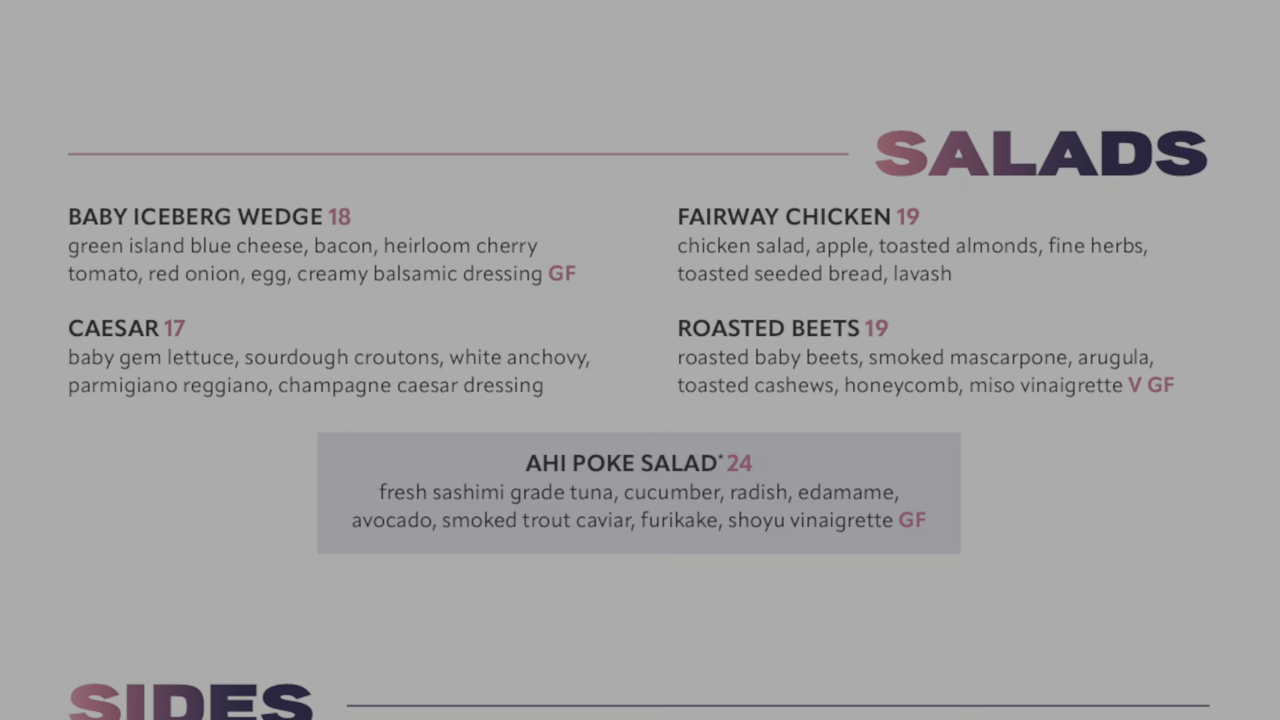 SALADS
BABY ICEBERG WEDGE 18
green island blue cheese, bacon, heirloom cherry
tomato, red onion, egg, creamy balsamic dressing GF
CAESAR 17
baby gem lettuce, sourdough croutons, white anchovy,
parmigiano reggiano, champagne caesar dressing
FAIRWAY CHICKEN 19
chicken salad, apple, toasted almonds, fine herbs,
toasted seeded bread, lavash
ROASTED BEETS 19
roasted baby beets, smoked mascarpone, arugula,
toasted cashews, honeycomb, miso vinaigrette V GF
AHI POKE SALAD* 24
fresh sashimi grade tuna, cucumber, radish, edamame,
avocado, smoked trout caviar, furikake, shoyu vinaigrette GF
SIDES